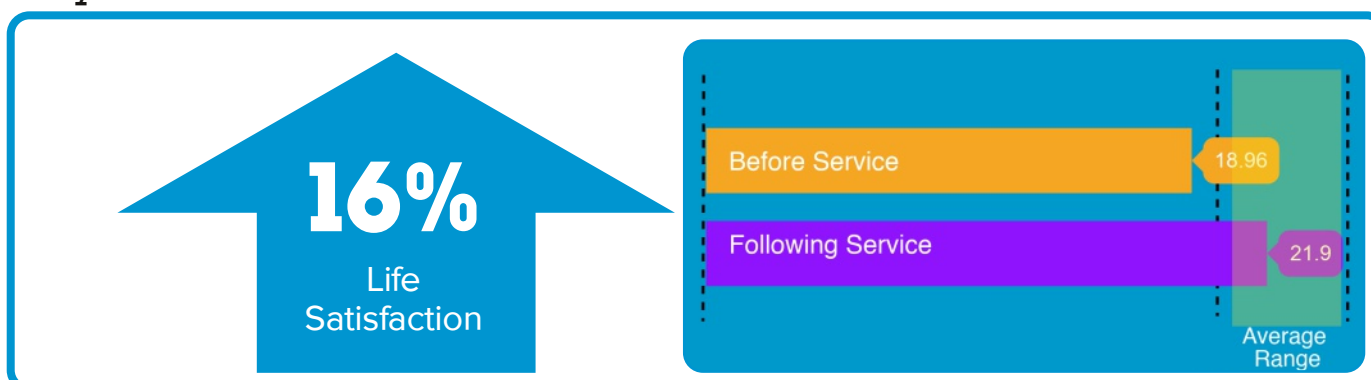 16%
Life
Satisfaction
Before Service
18.96
Following Service
21.9
Average
Range